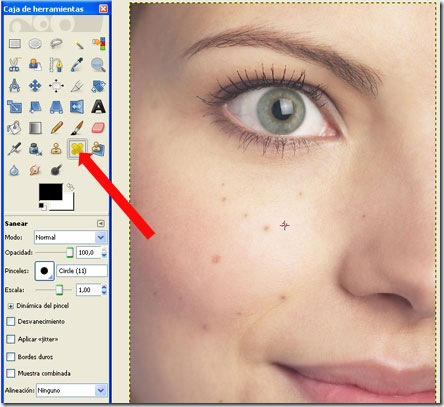 Caja de herramientas
A
Sanear
Modo: Normal
Opacidad: 100,0
Pinceles: Circle (11)
Escala: 1,00
Dinámica del pincel
Desvanecimiento
Aplicar «jitter»
Bordes duros
Muestra combinada
Alineación: Ninguno